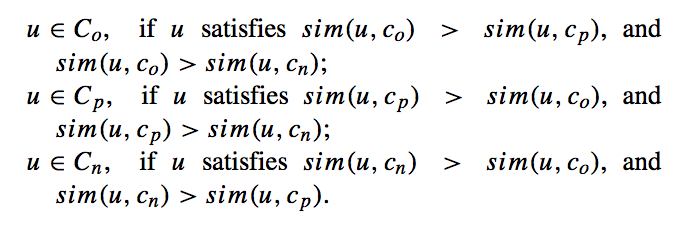 u ∈ C_o, if u satisfies sim(u, c_o) > sim(u, c_p), and
sim(u, c_o) > sim(u, c_n);
u ∈ C_p, if u satisfies sim(u, c_p) > sim(u, c_o), and
sim(u, c_p) > sim(u, c_n);
u ∈ C_n, if u satisfies sim(u, c_n) > sim(u, c_o), and
sim(u, c_n) > sim(u, c_p).